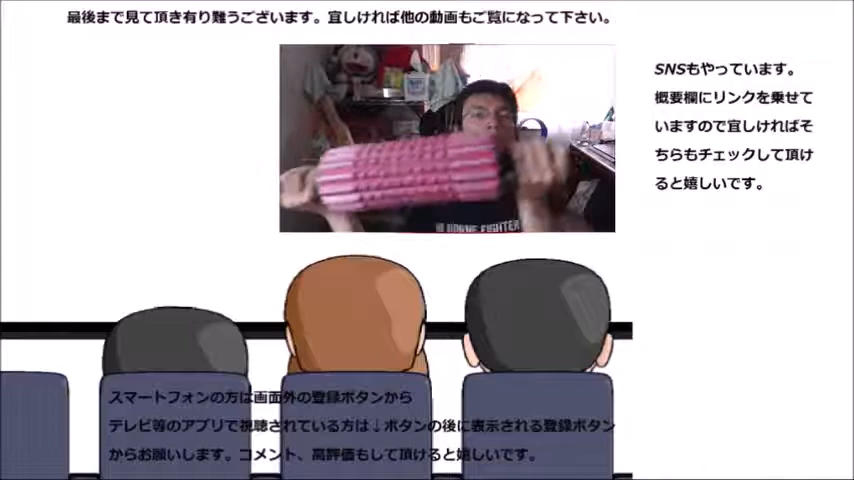 最後まで見て頂き有り難うございます。宜しければ他の動画もご覧になって下さい。
SNSもやっています。
概要欄にリンクを乗せて
いますので宜しければそ
ちらもチェックして頂け
ると嬉しいです。
FIGHTER
スマートフォンの方は画面外の登録ボタンから
テレビ等のアプリで視聴されている方は↓ボタンの後に表示される登録ボタン
からお願いします。コメント、高評価もして頂けると嬉しいです。